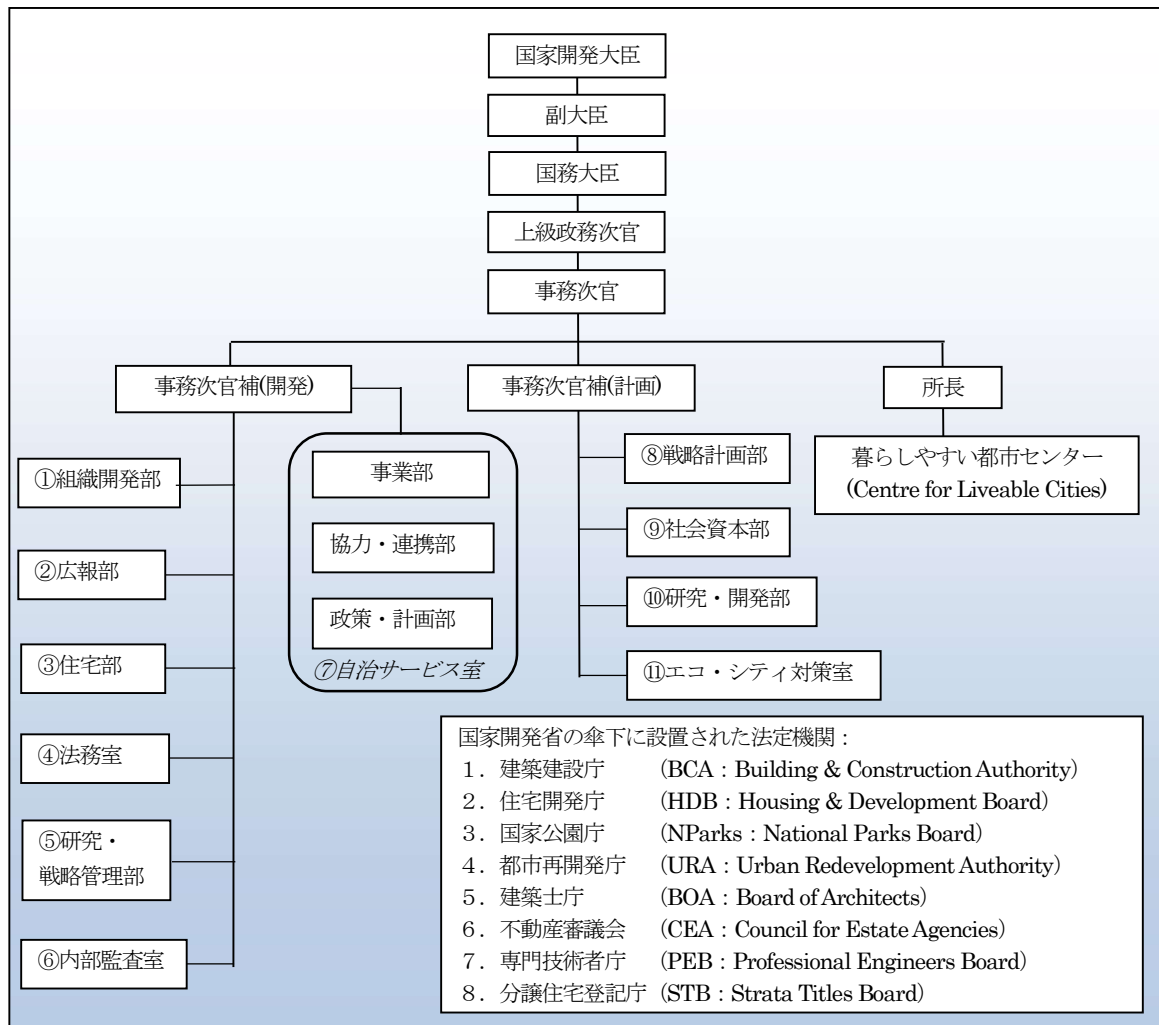 国家開発大臣
副大臣
国務大臣
上級政務次官
事務次官
事務次官補(開発)
事務次官補(計画)
所長
①組織開発部
②広報部
③住宅部
④法務室
⑤研究・
戦略管理部
⑥内部監査室
事業部
協力・連携部
政策・計画部
⑦自治サービス室
⑧戦略計画部
⑨社会資本部
⑩研究・開発部
⑪エコ・シティ対策室
暮らしやすい都市センター
(Centre for Liveable Cities)
国家開発省の傘下に設置された法定機関：
１．建築建設庁 (BCA：Building & Construction Authority)
２．住宅開発庁 (HDB：Housing & Development Board)
３．国家公園庁 (NParks：National Parks Board)
４．都市再開発庁 (URA：Urban Redevelopment Authority)
５．建築士庁 (BOA：Board of Architects)
６．不動産審議会 (CEA：Council for Estate Agencies)
７．専門技術者庁 (PEB：Professional Engineers Board)
８．分譲住宅登記庁 (STB：Strata Titles Board)